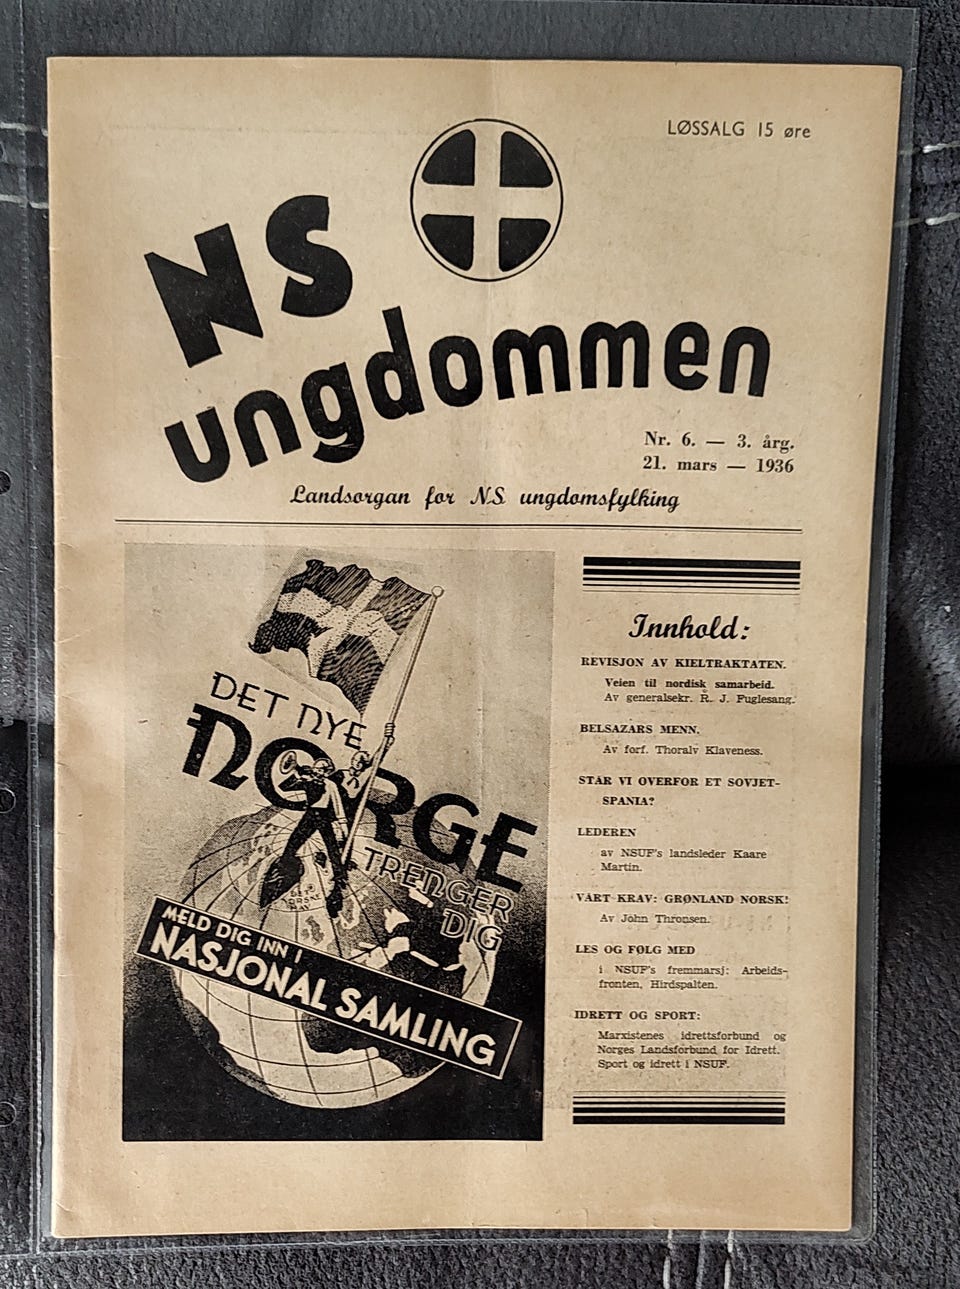 LØSSALG 15 øre
NS
ungdommen
Nr. 6. — 3. årg.
21. mars — 1936
Landsorgan for NS ungdomsfylking
DET NYE
NORGE
TRENGER
DIG
MELD DIG INN I
NASJONAL SAMLING
Innhold:
REVISJON AV KIELTRAKTATEN.
Veien til nordisk samarbeid.
Av generalsekr. R. J. Fuglesang.
BELSAZARS MENN.
Av forf. Thoralv Klaveness.
STÅR VI OVERFOR ET SOVJET-
SPANIA?
LEDEREN
av NSUF's landsleder Kaare
Martin.
VÅRT KRAV: GRØNLAND NORSK!
Av John Thronsen.
LES OG FØLG MED
i NSUF's fremmarsj: Arbeids-
fronten, Hirdspalten.
IDRETT OG SPORT:
Marxistenes idrettsforbund og
Norges Landsforbund for Idrett.
Sport og idrett i NSUF.